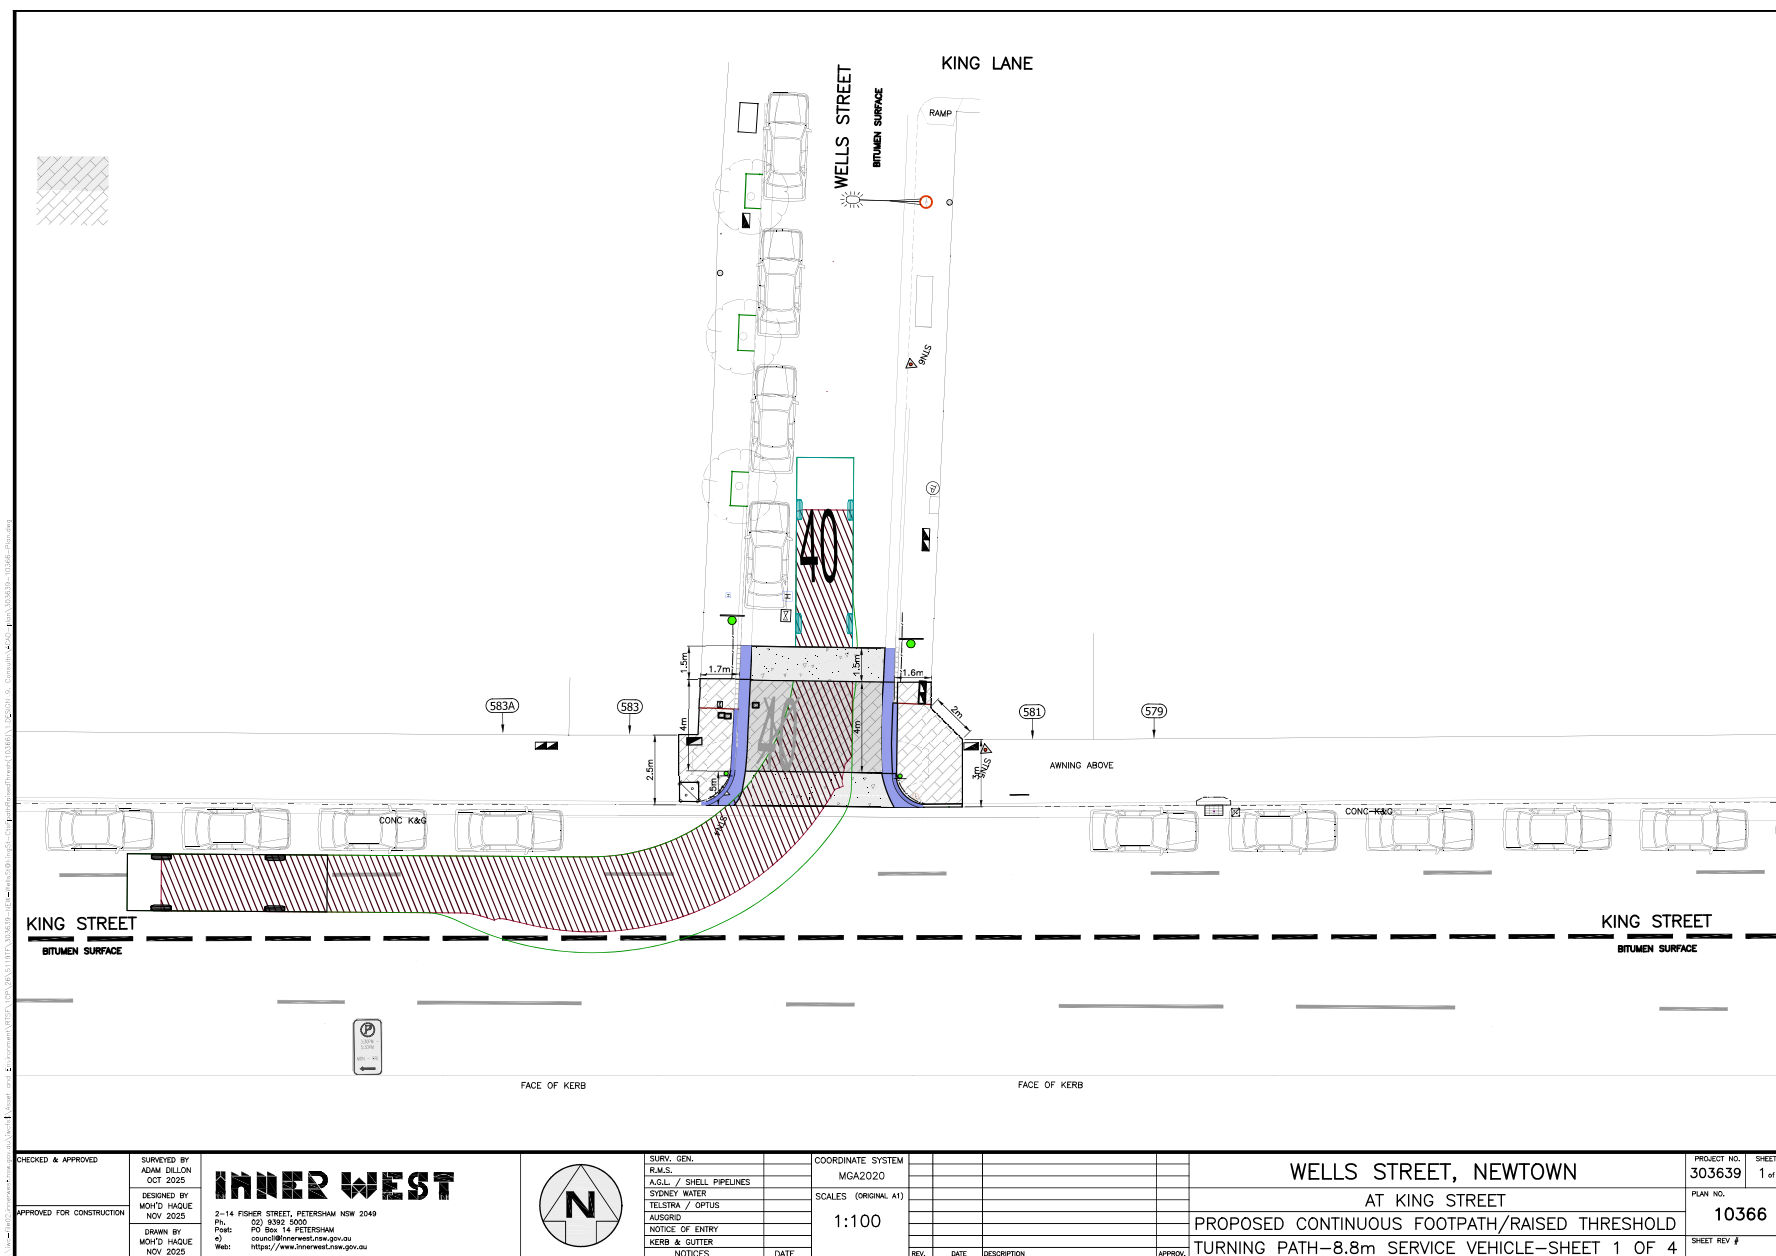 KING LANE
WELLS STREET
BITUMEN SURFACE
RAMP
STN6
TP
40
H
H
1.5m
1.7m
1.5m
1.6m
583A
583
581
579
4m
40
4m
2m
2.5m
.5m
3m
STN5
STN4
AWNING ABOVE
CONC K&G
CONC K&G
KING STREET
BITUMEN SURFACE
KING STREET
BITUMEN SURFACE
P
FACE OF KERB
FACE OF KERB
CHECKED & APPROVED
APPROVED FOR CONSTRUCTION
SURVEYED BY
ADAM DILLON
OCT 2025
DESIGNED BY
MOH'D HAQUE
NOV 2025
DRAWN BY
MOH'D HAQUE
NOV 2025
INNER WEST
2-14 FISHER STREET, PETERSHAM NSW 2049
Ph. 02) 9392 5000
Post: PO Box 14 PETERSHAM
e) council@innerwest.nsw.gov.au
Web: https://www.innerwest.nsw.gov.au
N
SURV. GEN.
R.M.S.
A.G.L. / SHELL PIPELINES
SYDNEY WATER
TELSTRA / OPTUS
AUSGRID
NOTICE OF ENTRY
KERB & GUTTER
NOTICES DATE
COORDINATE SYSTEM
MGA2020
SCALES (ORIGINAL A1)
1:100
REV. DATE DESCRIPTION APPROV.
WELLS STREET, NEWTOWN
AT KING STREET
PROPOSED CONTINUOUS FOOTPATH/RAISED THRESHOLD
TURNING PATH-8.8m SERVICE VEHICLE-SHEET 1 OF 4
PROJECT NO. SHEET
303639 1 of
PLAN NO.
10366
SHEET REV #